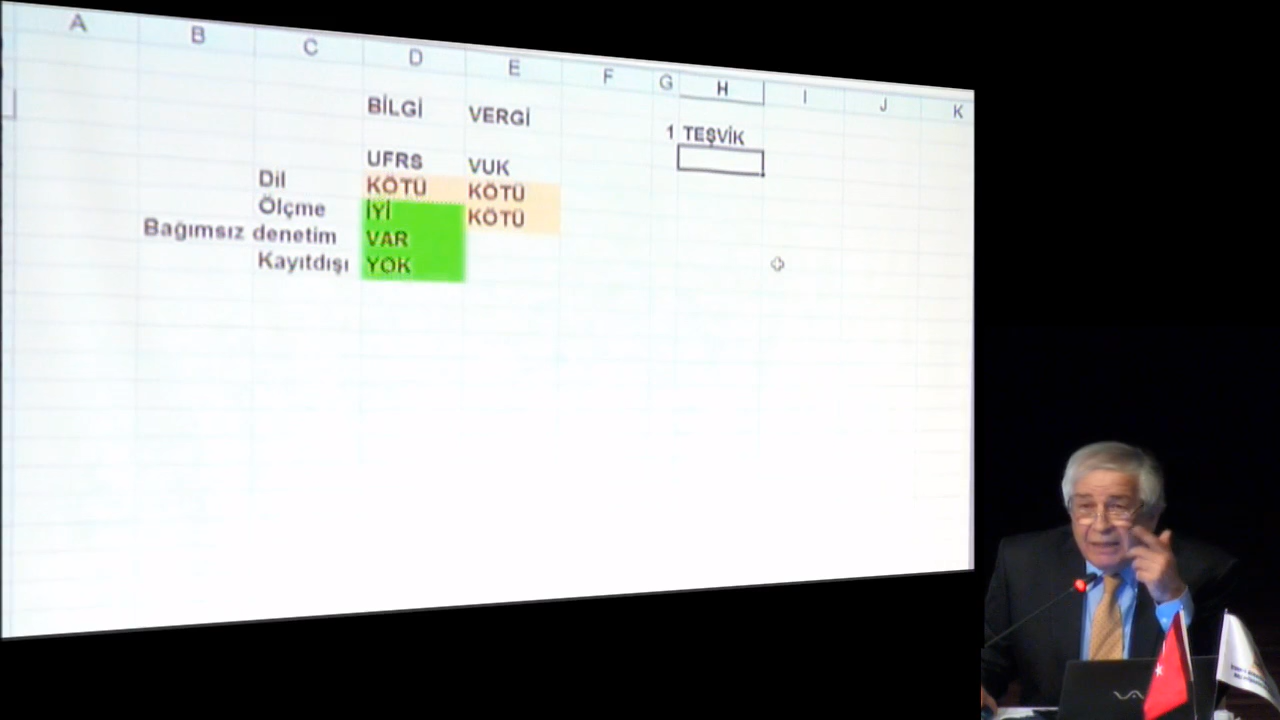 A B C D E F G H I J K
BİLGİ VERGİ
1 TEŞVİK
UFRS VUK
Dil KÖTÜ KÖTÜ
Ölçme İYİ KÖTÜ
Bağımsız denetim VAR
Kayıtdışı YOK